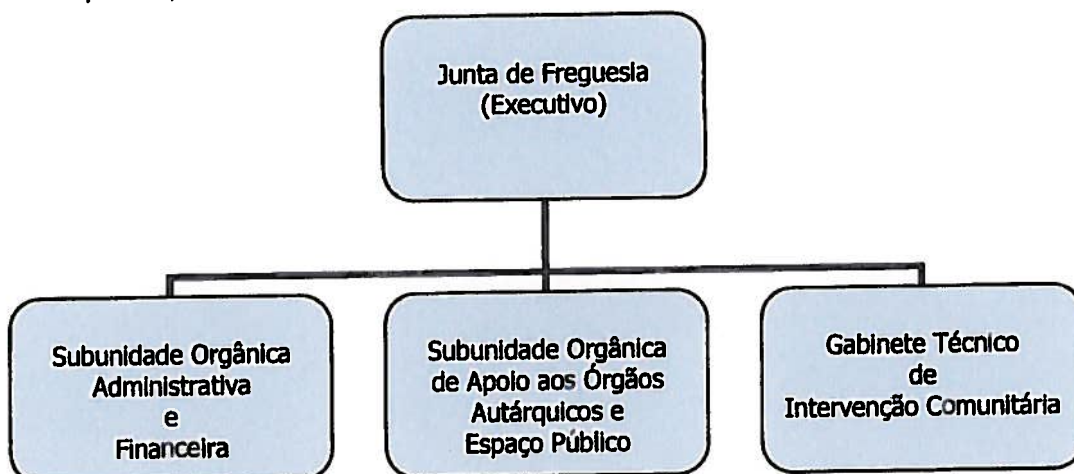 Junta de Freguesia
(Executivo)
Subunidade Orgânica
Administrativa
e
Financeira
Subunidade Orgânica
de Apoio aos Órgãos
Autárquicos e
Espaço Público
Gabinete Técnico
de
Intervenção Comunitária